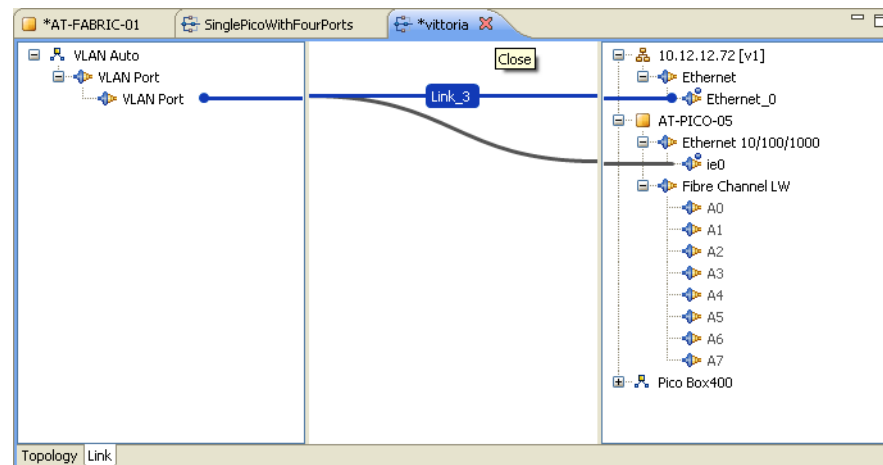 *AT-FABRIC-01 SinglePicoWithFourPorts *vittoria
Close
VLAN Auto
VLAN Port
VLAN Port
Link_3
10.12.12.72 [v1]
Ethernet
Ethernet_0
AT-PICO-05
Ethernet 10/100/1000
ie0
Fibre Channel LW
A0
A1
A2
A3
A4
A5
A6
A7
Pico Box400
Topology Link